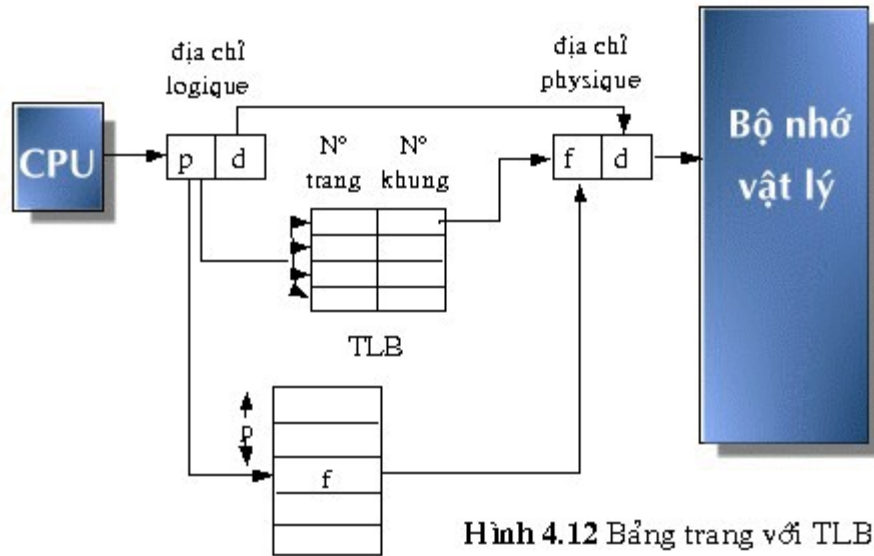 địa chỉ
logique
địa chỉ
physique
CPU
p d
N°
trang
N°
khung
f d
Bộ nhớ
vật lý
TLB
p
f
Hình 4.12 Bảng trang với TLB